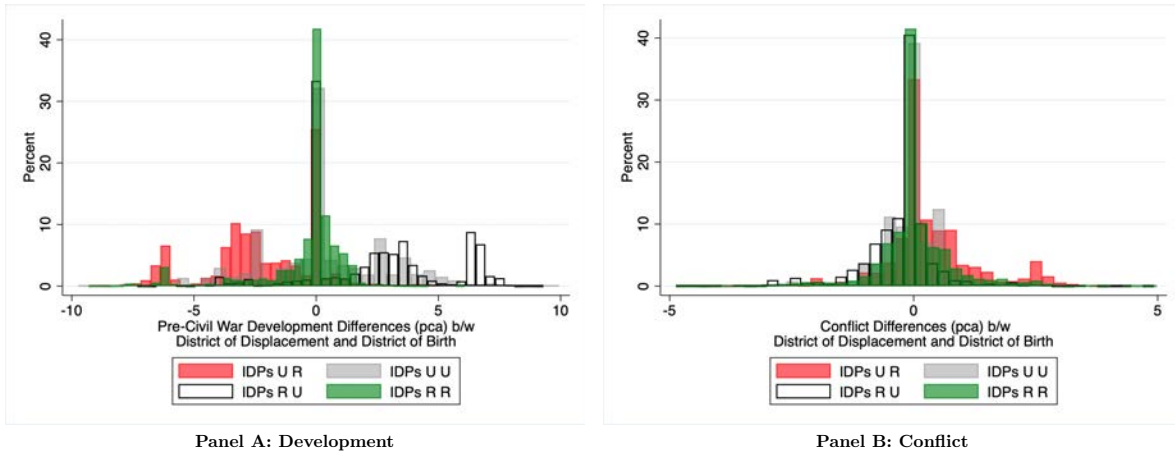 40
30
20
10
0
Percent
-10
-5
0
5
10
Pre-Civil War Development Differences (pca) b/w
District of Displacement and District of Birth
IDPs U R
IDPs U U
IDPs R U
IDPs R R
Panel A: Development
40
30
20
10
0
Percent
-5
0
5
Conflict Differences (pca) b/w
District of Displacement and District of Birth
IDPs U R
IDPs U U
IDPs R U
IDPs R R
Panel B: Conflict